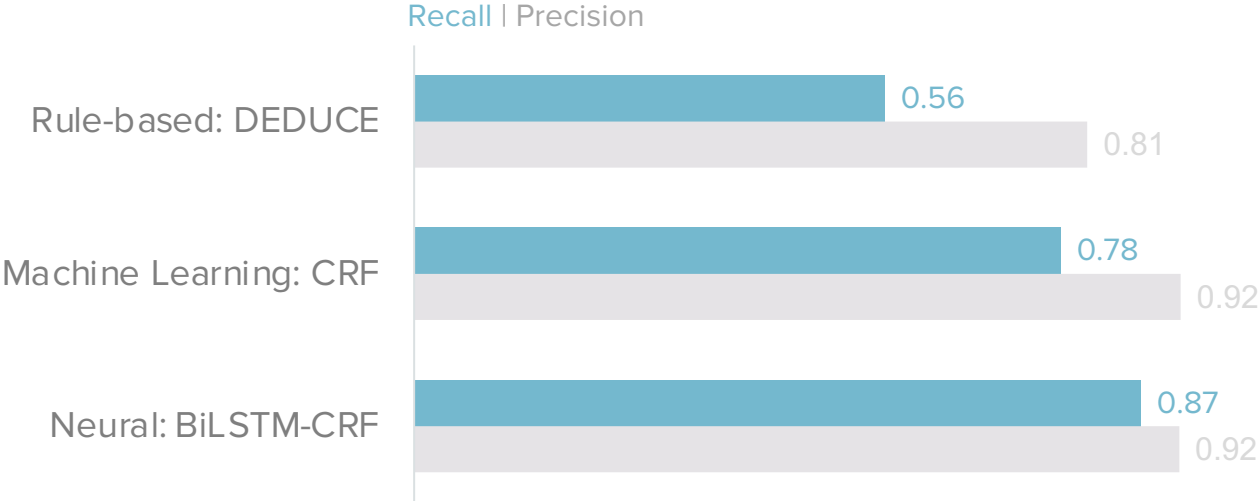 Recall | Precision
Rule-based: DEDUCE
0.56
0.81
Machine Learning: CRF
0.78
0.92
Neural: BiLSTM-CRF
0.87
0.92